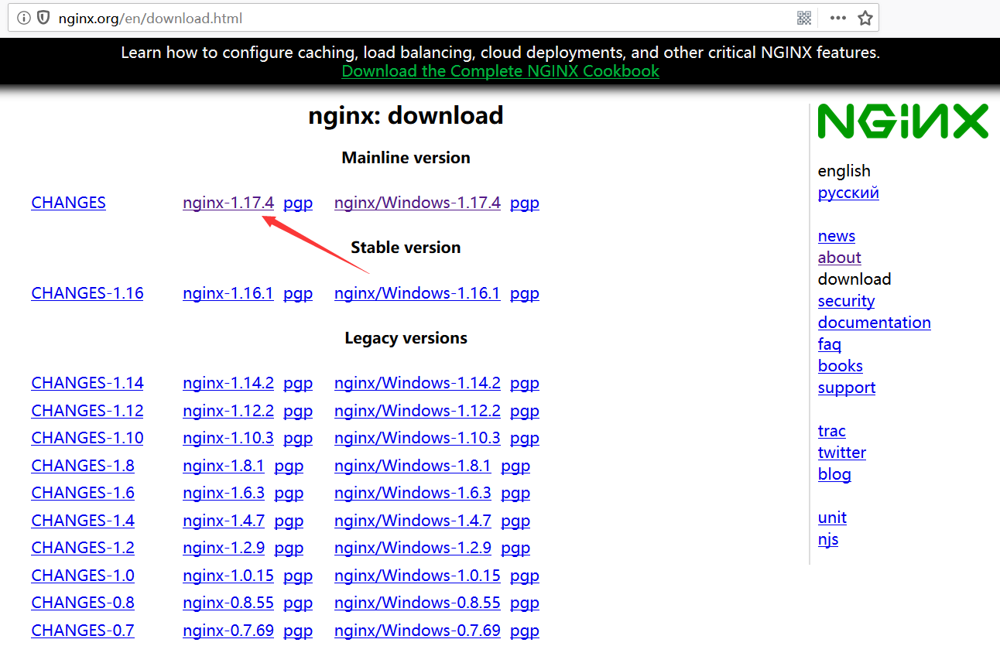 nginx.org/en/download.html
Learn how to configure caching, load balancing, cloud deployments, and other critical NGINX features.
Download the Complete NGINX Cookbook
nginx: download
Mainline version
CHANGES nginx-1.17.4 pgp nginx/Windows-1.17.4 pgp
Stable version
CHANGES-1.16 nginx-1.16.1 pgp nginx/Windows-1.16.1 pgp
Legacy versions
CHANGES-1.14 nginx-1.14.2 pgp nginx/Windows-1.14.2 pgp
CHANGES-1.12 nginx-1.12.2 pgp nginx/Windows-1.12.2 pgp
CHANGES-1.10 nginx-1.10.3 pgp nginx/Windows-1.10.3 pgp
CHANGES-1.8 nginx-1.8.1 pgp nginx/Windows-1.8.1 pgp
CHANGES-1.6 nginx-1.6.3 pgp nginx/Windows-1.6.3 pgp
CHANGES-1.4 nginx-1.4.7 pgp nginx/Windows-1.4.7 pgp
CHANGES-1.2 nginx-1.2.9 pgp nginx/Windows-1.2.9 pgp
CHANGES-1.0 nginx-1.0.15 pgp nginx/Windows-1.0.15 pgp
CHANGES-0.8 nginx-0.8.55 pgp nginx/Windows-0.8.55 pgp
CHANGES-0.7 nginx-0.7.69 pgp nginx/Windows-0.7.69 pgp
NGiNX
english
русский
news
about
download
security
documentation
faq
books
support
trac
twitter
blog
unit
njs